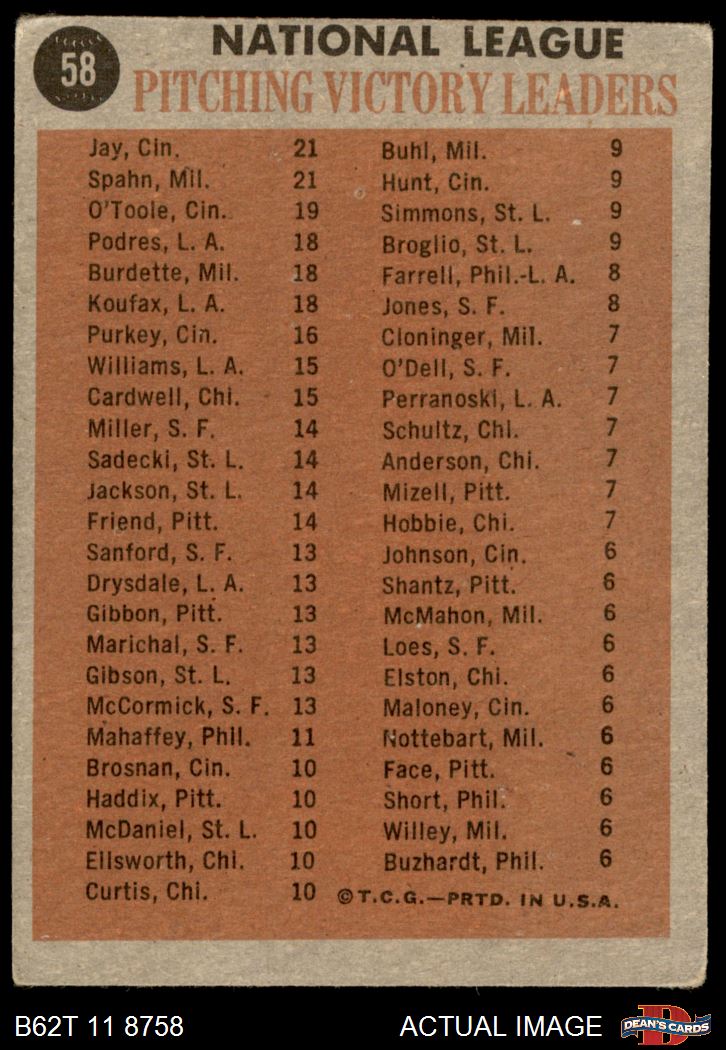 58
NATIONAL LEAGUE
PITCHING VICTORY LEADERS
Jay, Cin. 21
Spahn, Mil. 21
O'Toole, Cin. 19
Podres, L. A. 18
Burdette, Mil. 18
Koufax, L. A. 18
Purkey, Cin. 16
Williams, L. A. 15
Cardwell, Chi. 15
Miller, S. F. 14
Sadecki, St. L. 14
Jackson, St. L. 14
Friend, Pitt. 14
Sanford, S. F. 13
Drysdale, L. A. 13
Gibbon, Pitt. 13
Marichal, S. F. 13
Gibson, St. L. 13
McCormick, S. F. 13
Mahaffey, Phil. 11
Brosnan, Cin. 10
Haddix, Pitt. 10
McDaniel, St. L. 10
Ellsworth, Chi. 10
Curtis, Chi. 10
Buhl, Mil. 9
Hunt, Cin. 9
Simmons, St. L. 9
Broglio, St. L. 9
Farrell, Phil.-L. A. 8
Jones, S. F. 8
Cloninger, Mil. 7
O'Dell, S. F. 7
Perranoski, L. A. 7
Schultz, Chi. 7
Anderson, Chi. 7
Mizell, Pitt. 7
Hobbie, Chi. 7
Johnson, Cin. 6
Shantz, Pitt. 6
McMahon, Mil. 6
Loes, S. F. 6
Elston, Chi. 6
Maloney, Cin. 6
Nottebart, Mil. 6
Face, Pitt. 6
Short, Phil. 6
Willey, Mil. 6
Buzhardt, Phil. 6
©T.C.G.—PRTD. IN U.S.A.
B62T 11 8758
ACTUAL IMAGE
D
DEAN'S CARDS